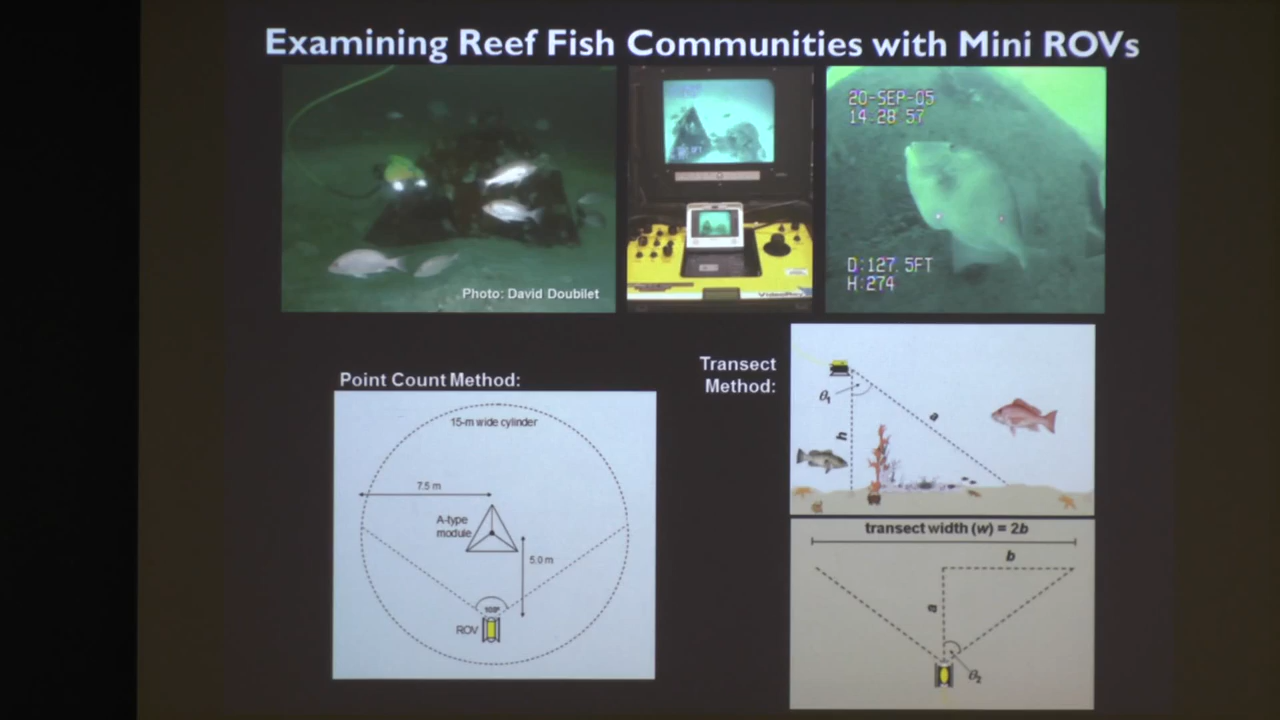 Examining Reef Fish Communities with Mini ROVs
20-SEP-05
14:28 57
D:127.5FT
H:274
Photo: David Doubilet
VideoRay
Point Count Method:
15-m wide cylinder
7.5 m
A-type
module
5.0 m
100º
ROV
Transect
Method:
θ1
a
h
transect width (w) = 2b
b
a
θ2